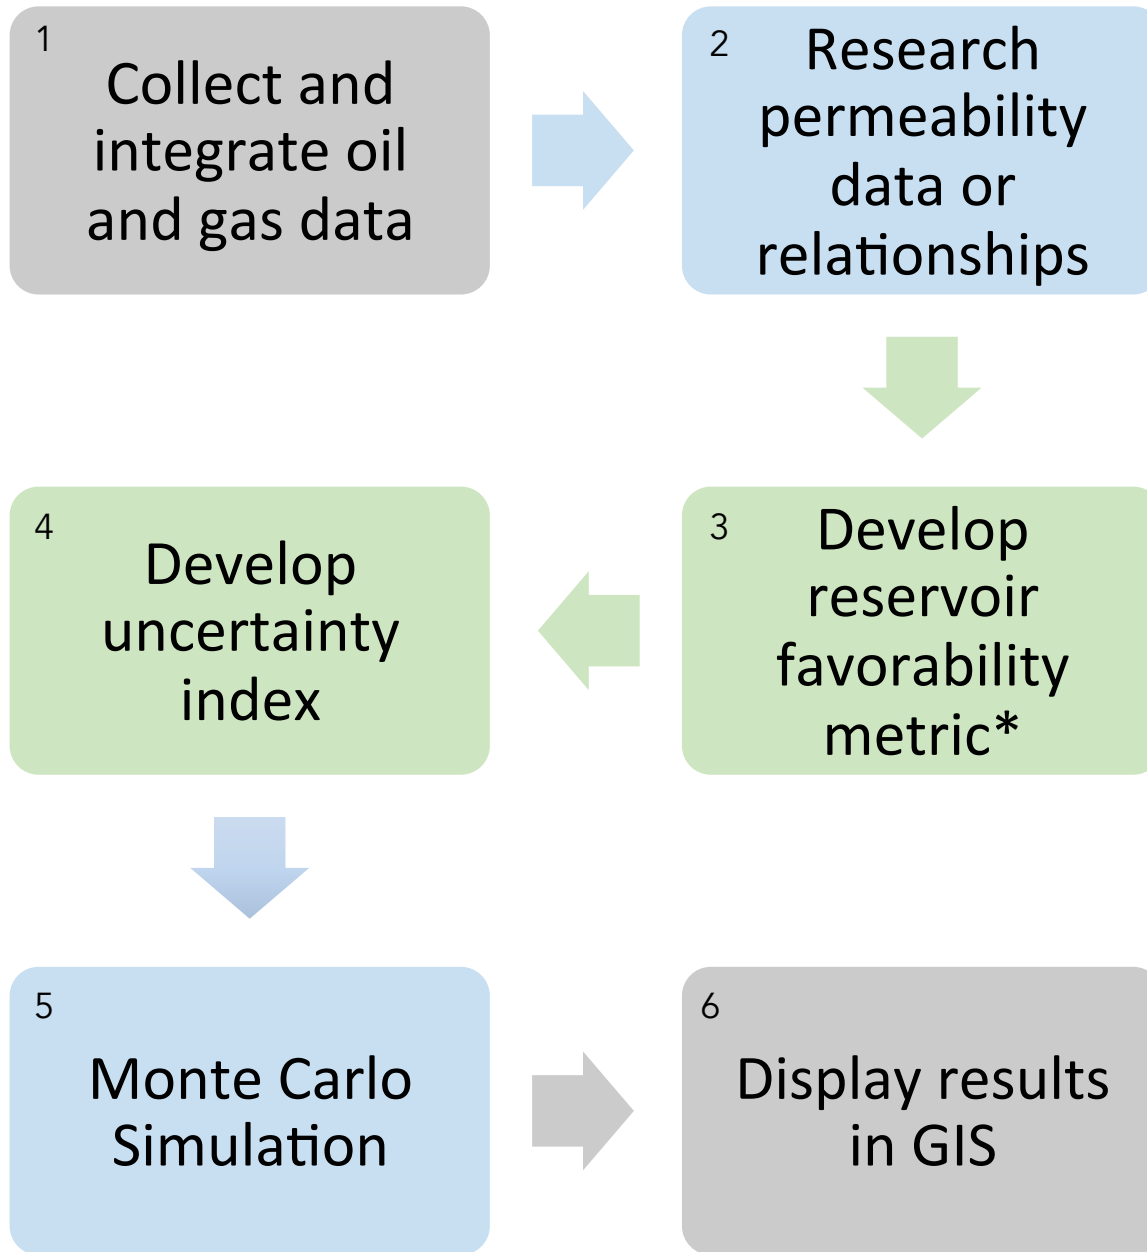 1
Collect and
integrate oil
and gas data
2
Research
permeability
data or
relationships
3
Develop
reservoir
favorability
metric*
4
Develop
uncertainty
index
5
Monte Carlo
Simulation
6
Display results
in GIS